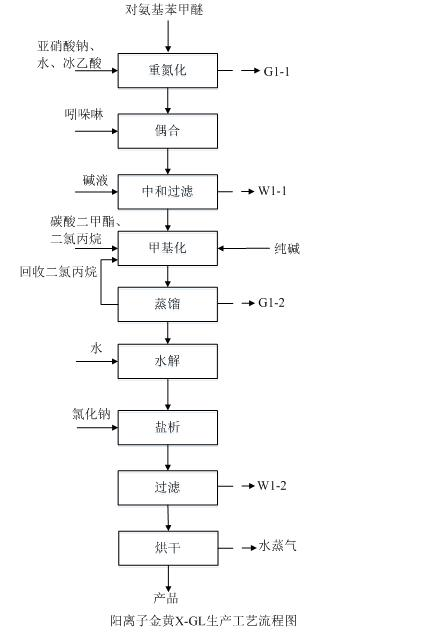 对氨基苯甲醚
亚硝酸钠、
水、冰乙酸
重氮化
G1-1
吲哚啉
偶合
碱液
中和过滤
W1-1
碳酸二甲酯、
二氯丙烷
甲基化
纯碱
回收二氯丙烷
蒸馏
G1-2
水
水解
氯化钠
盐析
过滤
W1-2
烘干
水蒸气
产品
阳离子金黄X-GL生产工艺流程图